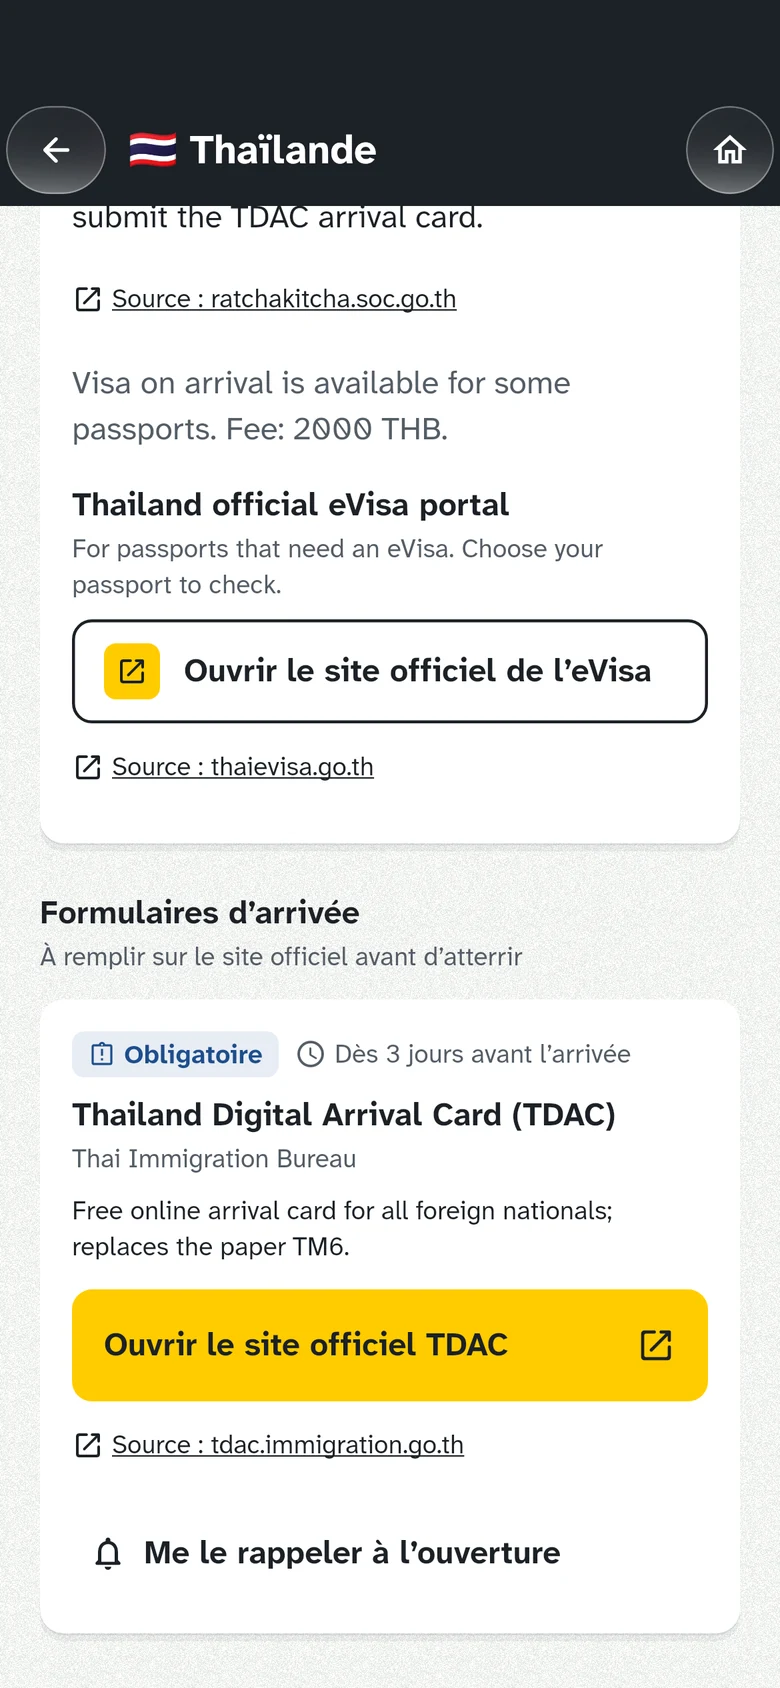 Thaïlande
submit the TDAC arrival card.
Source : ratchakitcha.soc.go.th
Visa on arrival is available for some
passports. Fee: 2000 THB.
Thailand official eVisa portal
For passports that need an eVisa. Choose your
passport to check.
Ouvrir le site officiel de l’eVisa
Source : thaievisa.go.th
Formulaires d’arrivée
À remplir sur le site officiel avant d’atterrir
Obligatoire
Dès 3 jours avant l’arrivée
Thailand Digital Arrival Card (TDAC)
Thai Immigration Bureau
Free online arrival card for all foreign nationals;
replaces the paper TM6.
Ouvrir le site officiel TDAC
Source : tdac.immigration.go.th
Me le rappeler à l’ouverture